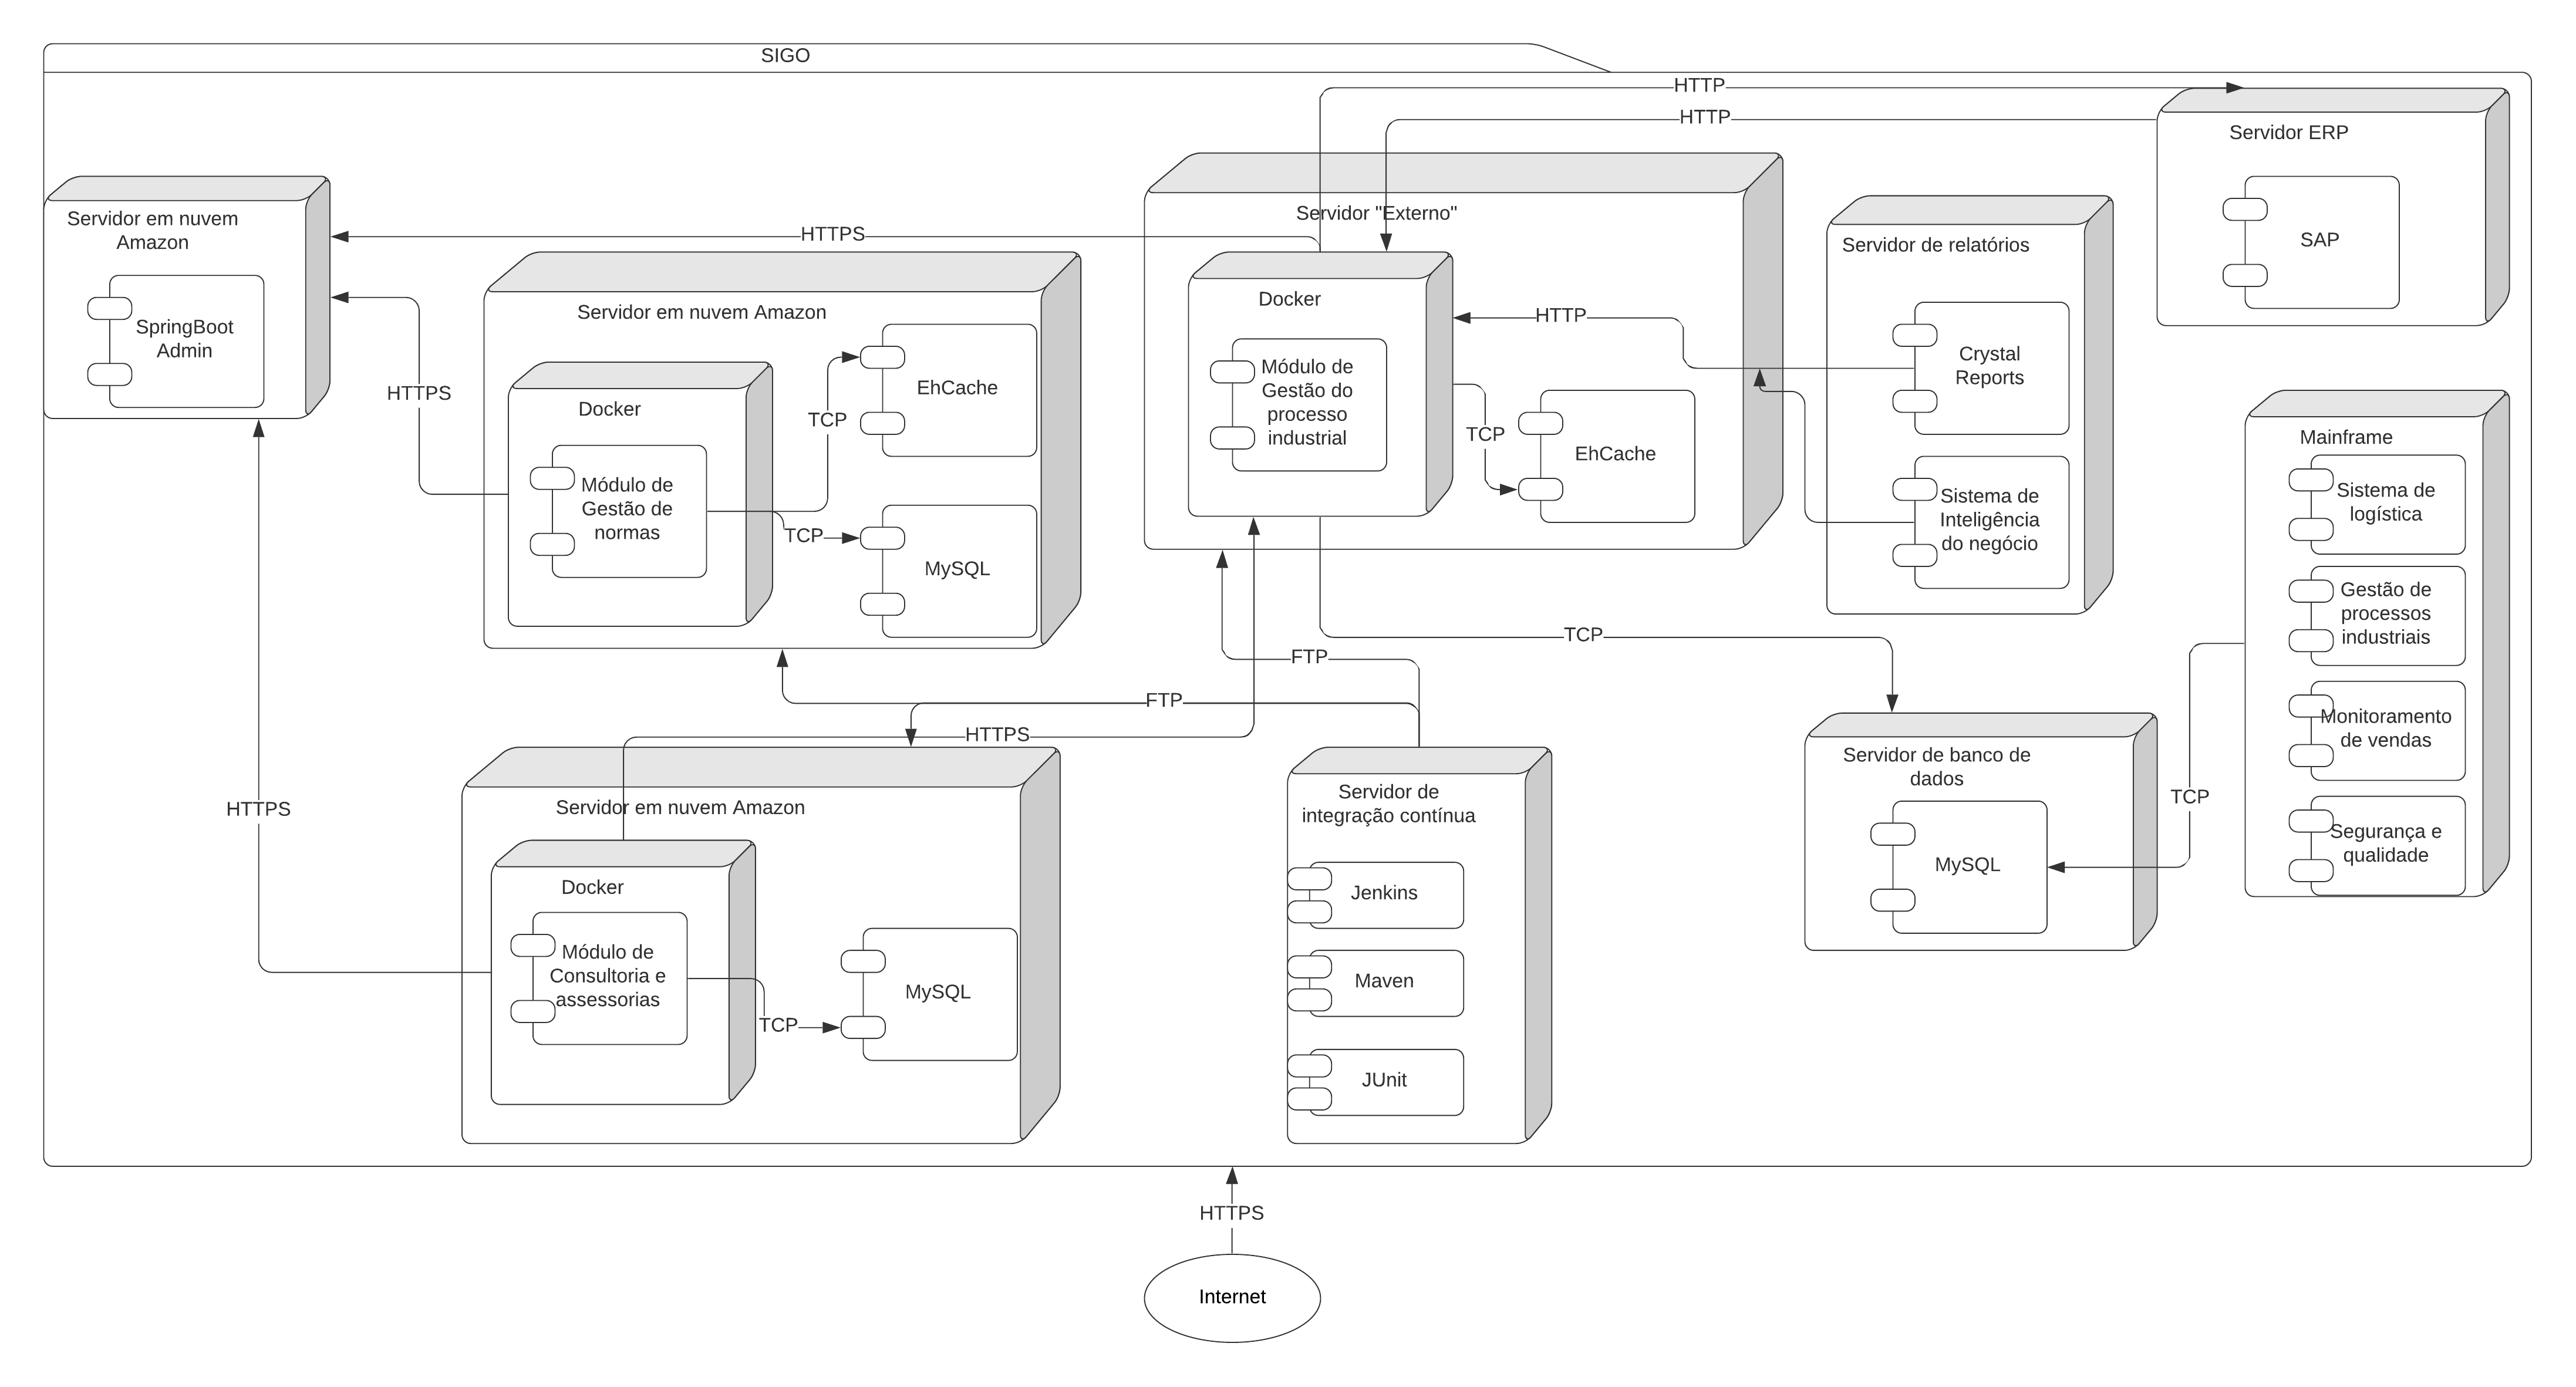 SIGO
HTTP
HTTP
Servidor ERP
SAP
Servidor em nuvem
Amazon
SpringBoot
Admin
HTTPS
HTTPS
Servidor em nuvem Amazon
Docker
Módulo de
Gestão de
normas
TCP
EhCache
TCP
MySQL
Servidor "Externo"
Docker
Módulo de
Gestão do
processo
industrial
HTTP
TCP
EhCache
Servidor de relatórios
Crystal
Reports
Sistema de
Inteligência
do negócio
Mainframe
Sistema de
logística
Gestão de
processos
industriais
Monitoramento
de vendas
Segurança e
qualidade
TCP
FTP
FTP
HTTPS
TCP
HTTPS
Servidor em nuvem Amazon
Docker
Módulo de
Consultoria e
assessorias
TCP
MySQL
Servidor de
integração contínua
Jenkins
Maven
JUnit
Servidor de banco de
dados
MySQL
HTTPS
Internet